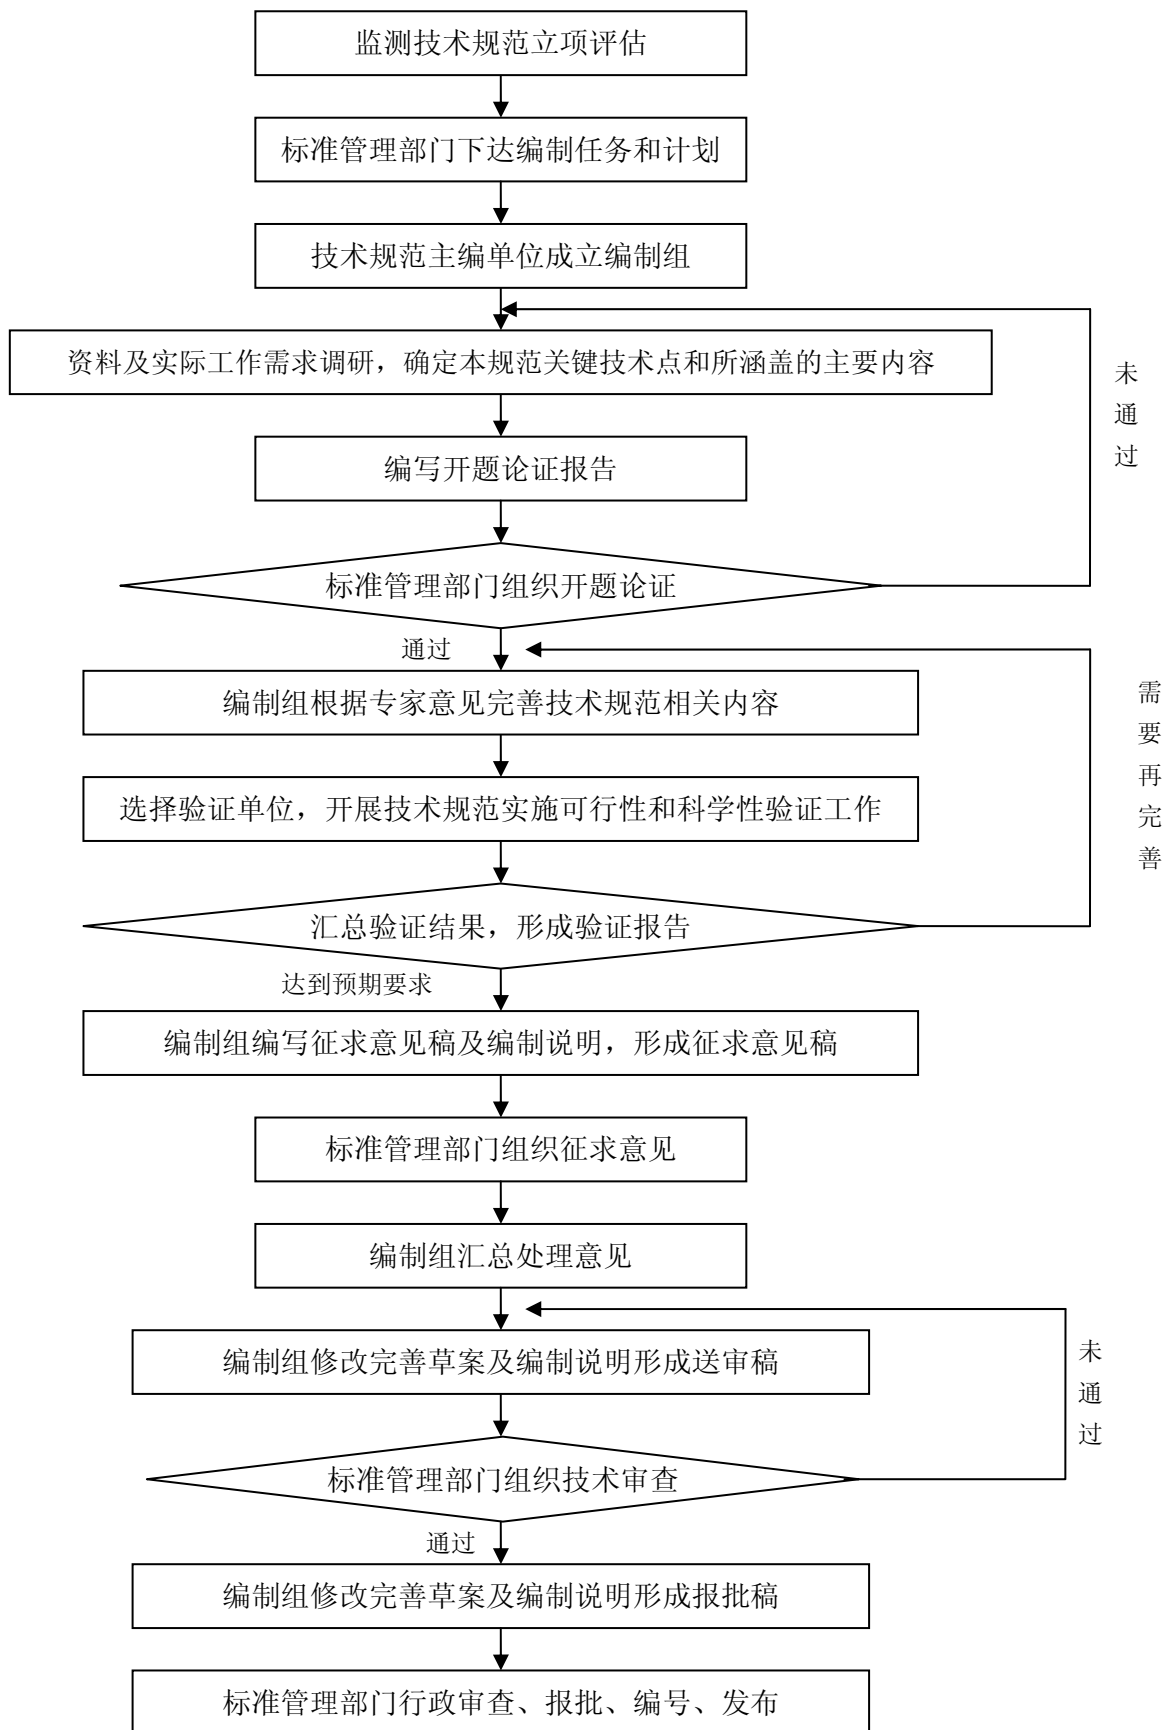 监测技术规范立项评估
标准管理部门下达编制任务和计划
技术规范主编单位成立编制组
资料及实际工作需求调研，确定本规范关键技术点和所涵盖的主要内容
未
通
过
编写开题论证报告
标准管理部门组织开题论证
通过
编制组根据专家意见完善技术规范相关内容
需
要
再
完
善
选择验证单位，开展技术规范实施可行性和科学性验证工作
汇总验证结果，形成验证报告
达到预期要求
编制组编写征求意见稿及编制说明，形成征求意见稿
标准管理部门组织征求意见
编制组汇总处理意见
编制组修改完善草案及编制说明形成送审稿
未
通
过
标准管理部门组织技术审查
通过
编制组修改完善草案及编制说明形成报批稿
标准管理部门行政审查、报批、编号、发布